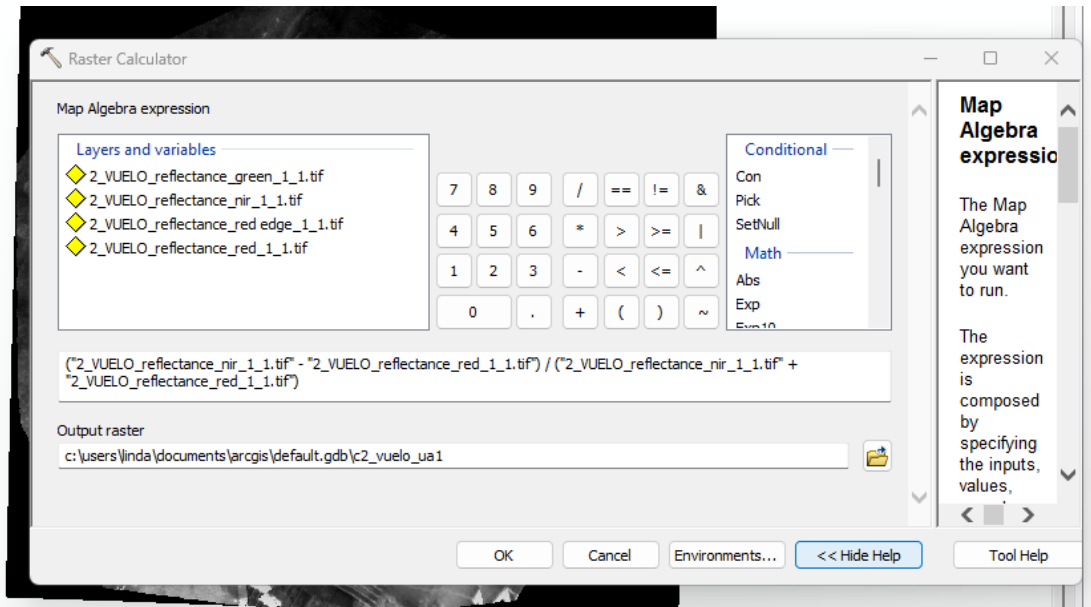 Raster Calculator
Map Algebra expression
Layers and variables
2_VUELO_reflectance_green_1_1.tif
2_VUELO_reflectance_nir_1_1.tif
2_VUELO_reflectance_red edge_1_1.tif
2_VUELO_reflectance_red_1_1.tif
7 8 9 / == != &
4 5 6 * > >= |
1 2 3 - < <= ^
0 . + ( ) ~
Conditional
Con
Pick
SetNull
Math
Abs
Exp
Exp10
("2_VUELO_reflectance_nir_1_1.tif" - "2_VUELO_reflectance_red_1_1.tif") / ("2_VUELO_reflectance_nir_1_1.tif" +
"2_VUELO_reflectance_red_1_1.tif")
Output raster
c:\users\linda\documents\arcgis\default.gdb\c2_vuelo_ua1
OK Cancel Environments... << Hide Help Tool Help
Map
Algebra
expressio
The Map
Algebra
expression
you want
to run.
The
expression
is
composed
by
specifying
the inputs,
values,